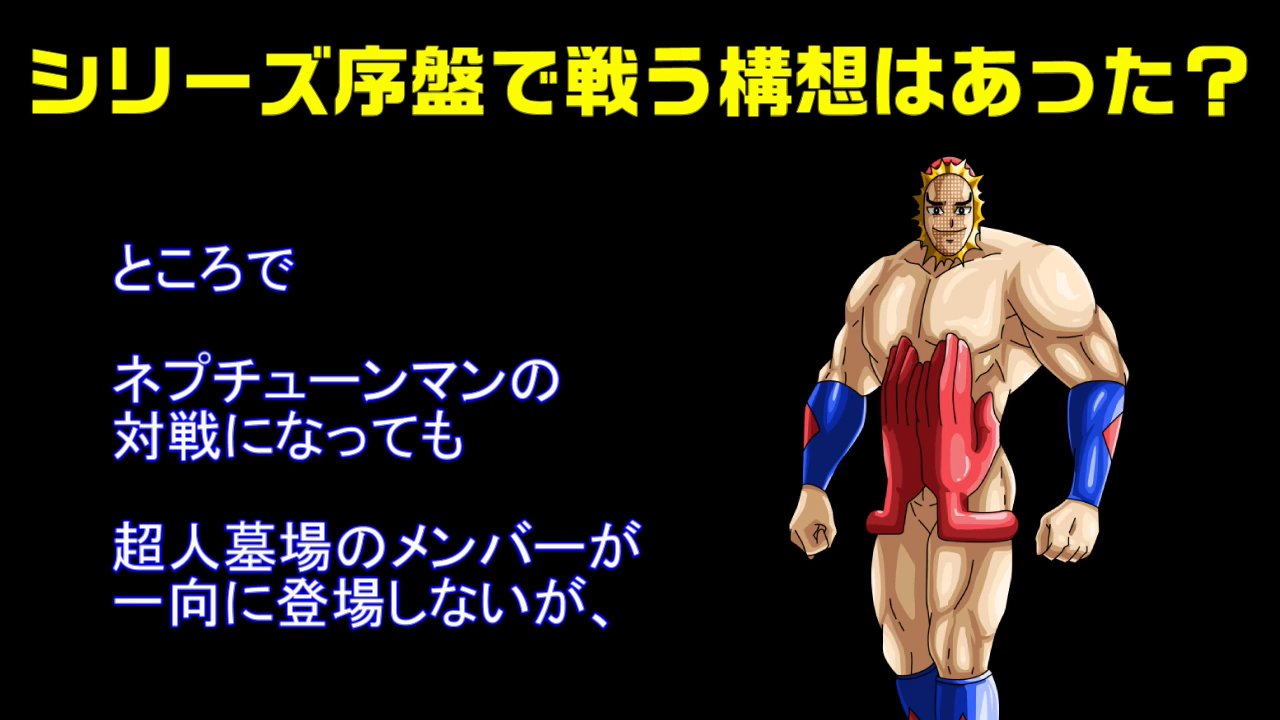 シリーズ序盤で戦う構想はあった？
ところで
ネプチューンマンの
対戦になっても
超人墓場のメンバーが
一向に登場しないが、